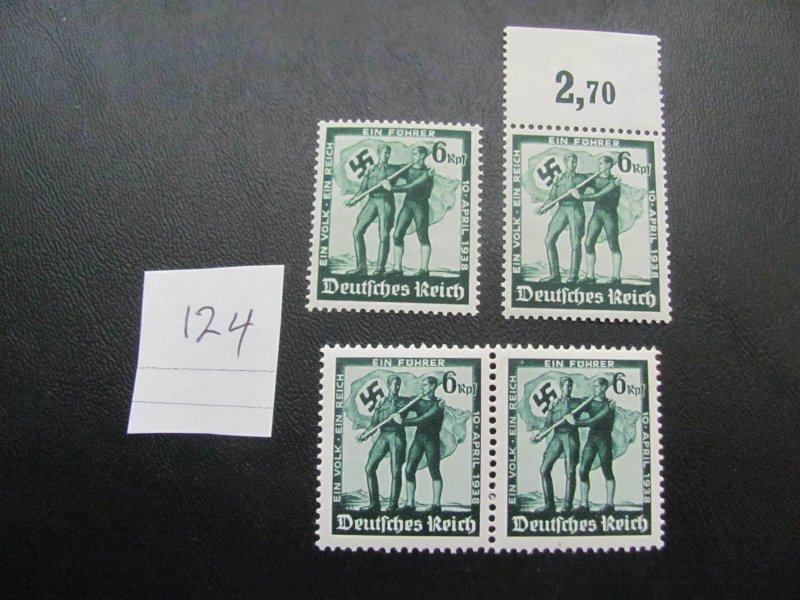 2,70
EIN FÜHRER
EIN VOLK · EIN REICH
6 Rpf
10 · APRIL 1938
Deutsches Reich
EIN FÜHRER
EIN VOLK · EIN REICH
6 Rpf
10 · APRIL 1938
Deutsches Reich
124
EIN FÜHRER
EIN VOLK · EIN REICH
6 Rpf
10 · APRIL 1938
Deutsches Reich
EIN FÜHRER
EIN VOLK · EIN REICH
6 Rpf
10 · APRIL 1938
Deutsches Reich